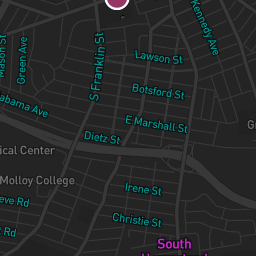 Kennedy Ave
Mason St
Green Ave
S Franklin St
Lawson St
Botsford St
abama Ave
E Marshall St
G
Dietz St
ical Center
Molloy College
Irene St
eve Rd
Christie St
Rd
South